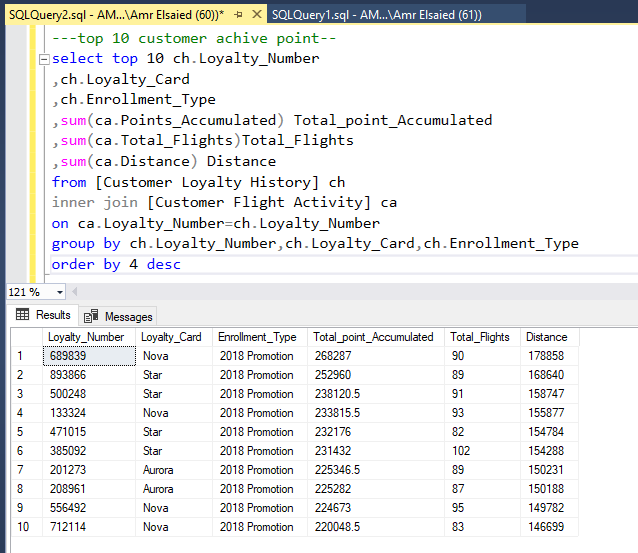 SQLQuery2.sql - AM...\Amr Elsaied (60))* SQLQuery1.sql - AM...\Amr Elsaied (61))
---top 10 customer achive point--
select top 10 ch.Loyalty_Number
,ch.Loyalty_Card
,ch.Enrollment_Type
,sum(ca.Points_Accumulated) Total_point_Accumulated
,sum(ca.Total_Flights)Total_Flights
,sum(ca.Distance) Distance
from [Customer Loyalty History] ch
inner join [Customer Flight Activity] ca
on ca.Loyalty_Number=ch.Loyalty_Number
group by ch.Loyalty_Number,ch.Loyalty_Card,ch.Enrollment_Type
order by 4 desc
121 %
Results Messages
Loyalty_Number Loyalty_Card Enrollment_Type Total_point_Accumulated Total_Flights Distance
1 689839 Nova 2018 Promotion 268287 90 178858
2 893866 Star 2018 Promotion 252960 89 168640
3 500248 Star 2018 Promotion 238120.5 91 158747
4 133324 Nova 2018 Promotion 233815.5 93 155877
5 471015 Star 2018 Promotion 232176 82 154784
6 385092 Star 2018 Promotion 231432 102 154288
7 201273 Aurora 2018 Promotion 225346.5 89 150231
8 208961 Aurora 2018 Promotion 225282 87 150188
9 556492 Nova 2018 Promotion 224673 95 149782
10 712114 Nova 2018 Promotion 220048.5 83 146699